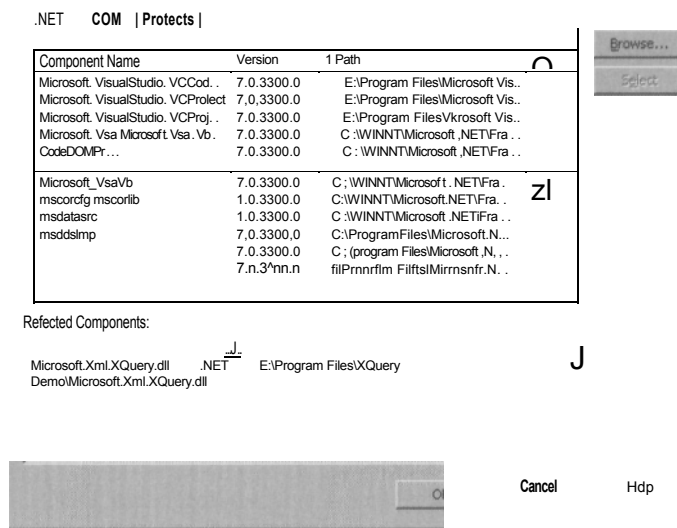 .NET COM | Protects |
Browse...
Select
Component Name Version 1 Path
Microsoft. VisualStudio. VCCod. . 7.0.3300.0 E:\Program Files\Microsoft Vis..
Microsoft. VisualStudio. VCProlect 7,0,3300.0 E:\Program Files\Microsoft Vis..
Microsoft. VisualStudio. VCProj. . 7.0.3300.0 E:\Program FilesVkrosoft Vis..
Microsoft. Vsa Microsoft. Vsa. Vb. 7.0.3300.0 C :\WINNT\Microsoft ,NET\Fra . .
CodeDOMPr… 7.0.3300.0 C : WINNT\Microsoft ,NET\Fra . .
Microsoft_VsaVb 7.0.3300.0 C ; \WINNT\Microsof t . NET\Fra .
zl
mscorcfg mscorlib 1.0.3300.0 C:\WINNT\Microsoft.NET\Fra. .
msdatasrc 1.0.3300.0 C :\WINNT\Microsoft .NETiFra . .
msddslmp 7,0.3300,0 C:\ProgramFiles\Microsoft.N...
7.0.3300.0 C ; (program Files\Microsoft ,N, , .
7.n.3^nn.n filPrnnrflm FilftslMirrnsnfr.N. .
Refected Components:
..J..
Microsoft.Xml.XQuery.dll .NET E:\Program Files\XQuery
J
Demo\Microsoft.Xml.XQuery.dll
Cancel Hdp